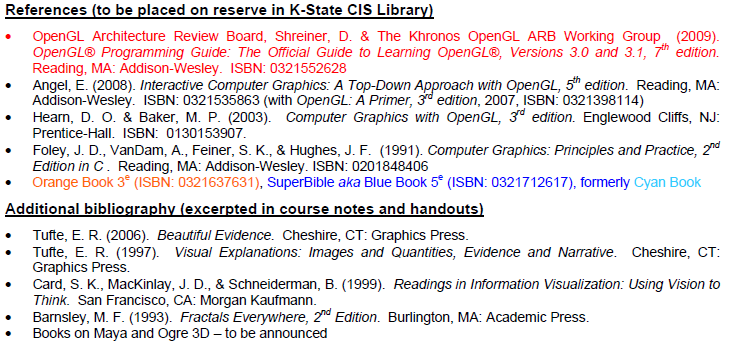 References (to be placed on reserve in K-State CIS Library)
• OpenGL Architecture Review Board, Shreiner, D. & The Khronos OpenGL ARB Working Group (2009).
OpenGL® Programming Guide: The Official Guide to Learning OpenGL®, Versions 3.0 and 3.1, 7th edition.
Reading, MA: Addison-Wesley. ISBN: 0321552628
• Angel, E. (2008). Interactive Computer Graphics: A Top-Down Approach with OpenGL, 5th edition. Reading, MA:
Addison-Wesley. ISBN: 0321535863 (with OpenGL: A Primer, 3rd edition, 2007, ISBN: 0321398114)
• Hearn, D. O. & Baker, M. P. (2003). Computer Graphics with OpenGL, 3rd edition. Englewood Cliffs, NJ:
Prentice-Hall. ISBN: 0130153907.
• Foley, J. D., VanDam, A., Feiner, S. K., & Hughes, J. F. (1991). Computer Graphics: Principles and Practice, 2nd
Edition in C . Reading, MA: Addison-Wesley. ISBN: 0201848406
• Orange Book 3e (ISBN: 0321637631), SuperBible aka Blue Book 5e (ISBN: 0321712617), formerly Cyan Book
Additional bibliography (excerpted in course notes and handouts)
• Tufte, E. R. (2006). Beautiful Evidence. Cheshire, CT: Graphics Press.
• Tufte, E. R. (1997). Visual Explanations: Images and Quantities, Evidence and Narrative. Cheshire, CT:
Graphics Press.
• Card, S. K., MacKinlay, J. D., & Schneiderman, B. (1999). Readings in Information Visualization: Using Vision to
Think. San Francisco, CA: Morgan Kaufmann.
• Barnsley, M. F. (1993). Fractals Everywhere, 2nd Edition. Burlington, MA: Academic Press.
• Books on Maya and Ogre 3D – to be announced